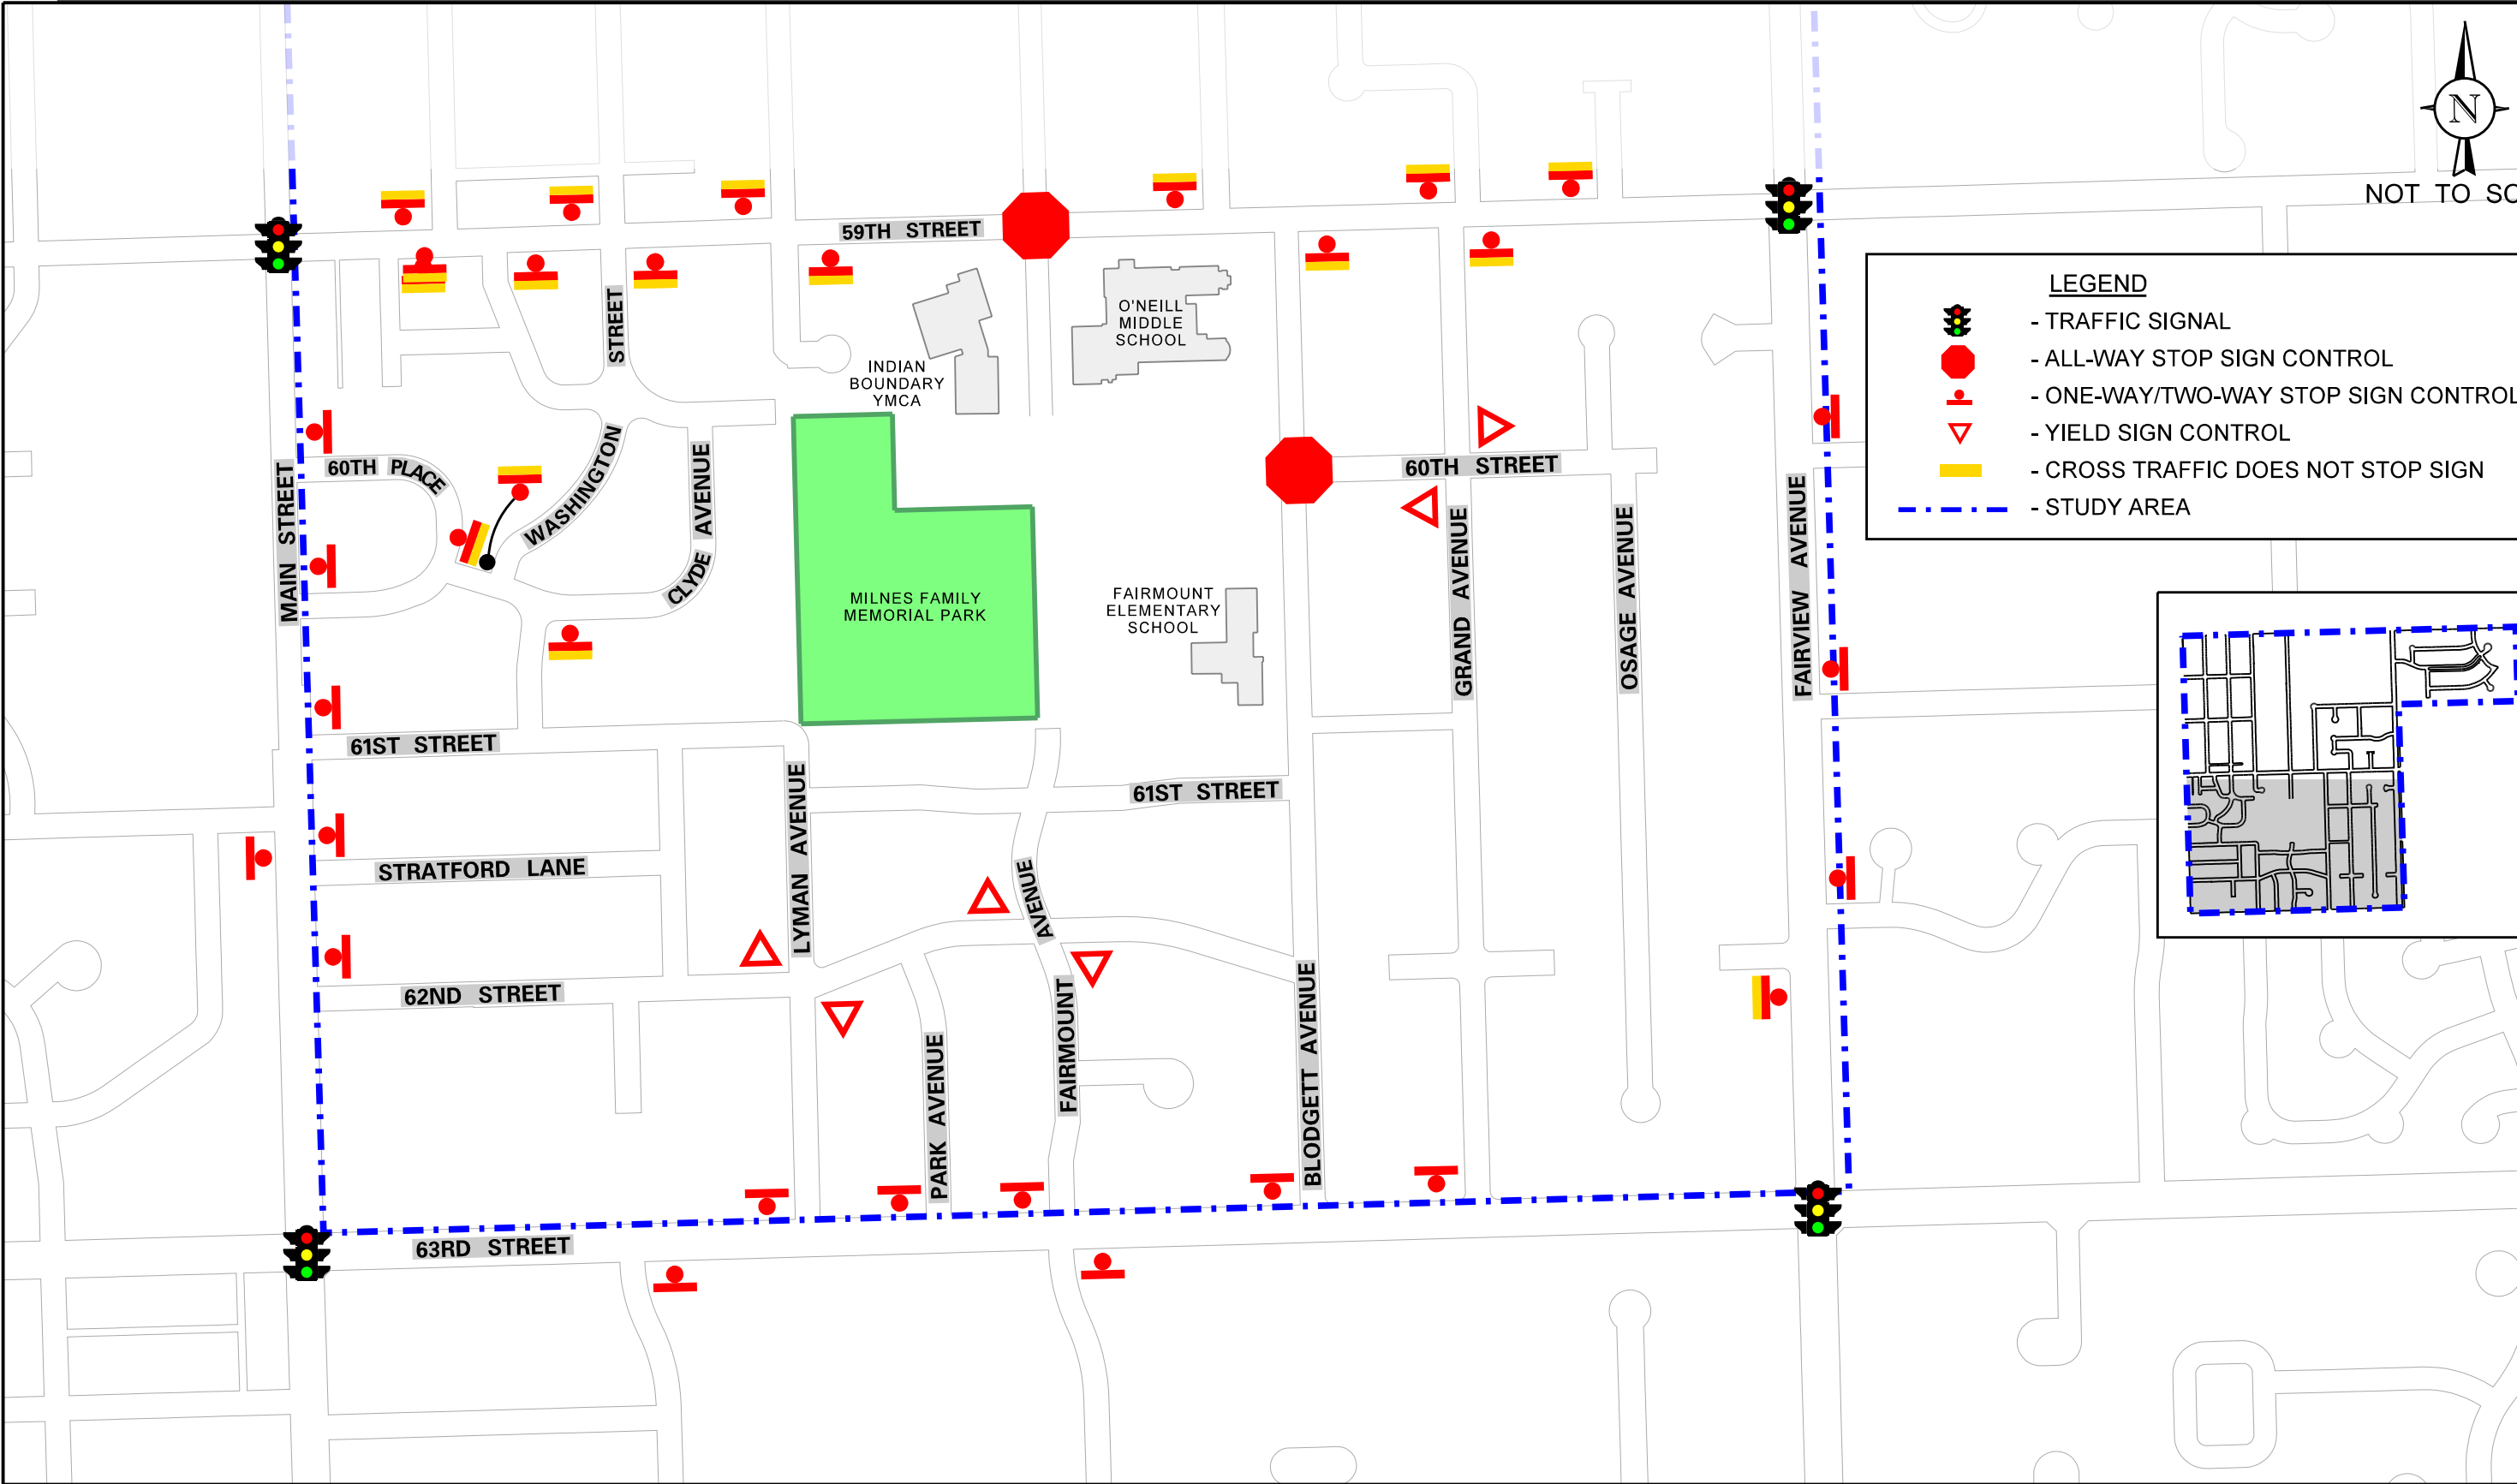 N
NOT TO SC
59TH STREET
LEGEND
- TRAFFIC SIGNAL
- ALL-WAY STOP SIGN CONTROL
- ONE-WAY/TWO-WAY STOP SIGN CONTROL
- YIELD SIGN CONTROL
- CROSS TRAFFIC DOES NOT STOP SIGN
- STUDY AREA
O'NEILL
MIDDLE
SCHOOL
INDIAN
BOUNDARY
YMCA
STREET
WASHINGTON
60TH PLACE
60TH STREET
MAIN STREET
CLYDE AVENUE
MILNES FAMILY
MEMORIAL PARK
FAIRMOUNT
ELEMENTARY
SCHOOL
GRAND AVENUE
OSAGE AVENUE
FAIRVIEW AVENUE
61ST STREET
61ST STREET
STRATFORD LANE
LYMAN AVENUE
AVENUE
FAIRMOUNT
62ND STREET
PARK AVENUE
BLODGETT AVENUE
63RD STREET